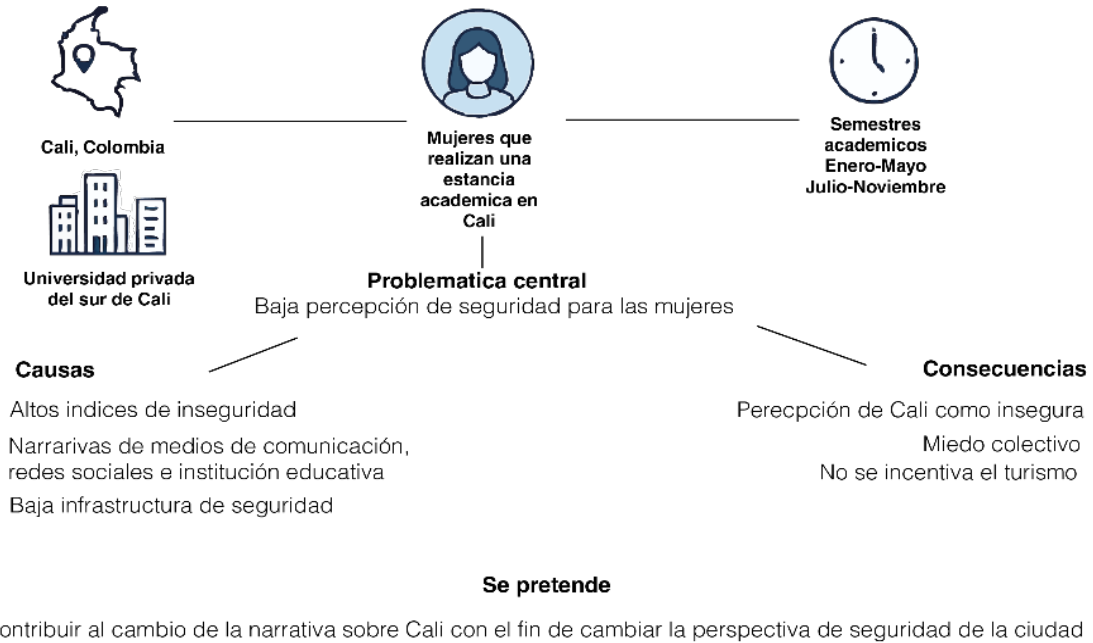 Cali, Colombia
Universidad privada
del sur de Cali
Mujeres que
realizan una
estancia
academica en
Cali
Semestres
academicos
Enero-Mayo
Julio-Noviembre
Problematica central
Baja percepción de seguridad para las mujeres
Causas
Altos indices de inseguridad
Narrarivas de medios de comunicación,
redes sociales e institución educativa
Baja infrastructura de seguridad
Consecuencias
Perecpción de Cali como insegura
Miedo colectivo
No se incentiva el turismo
Se pretende
ontribuir al cambio de la narrativa sobre Cali con el fin de cambiar la perspectiva de seguridad de la ciudad